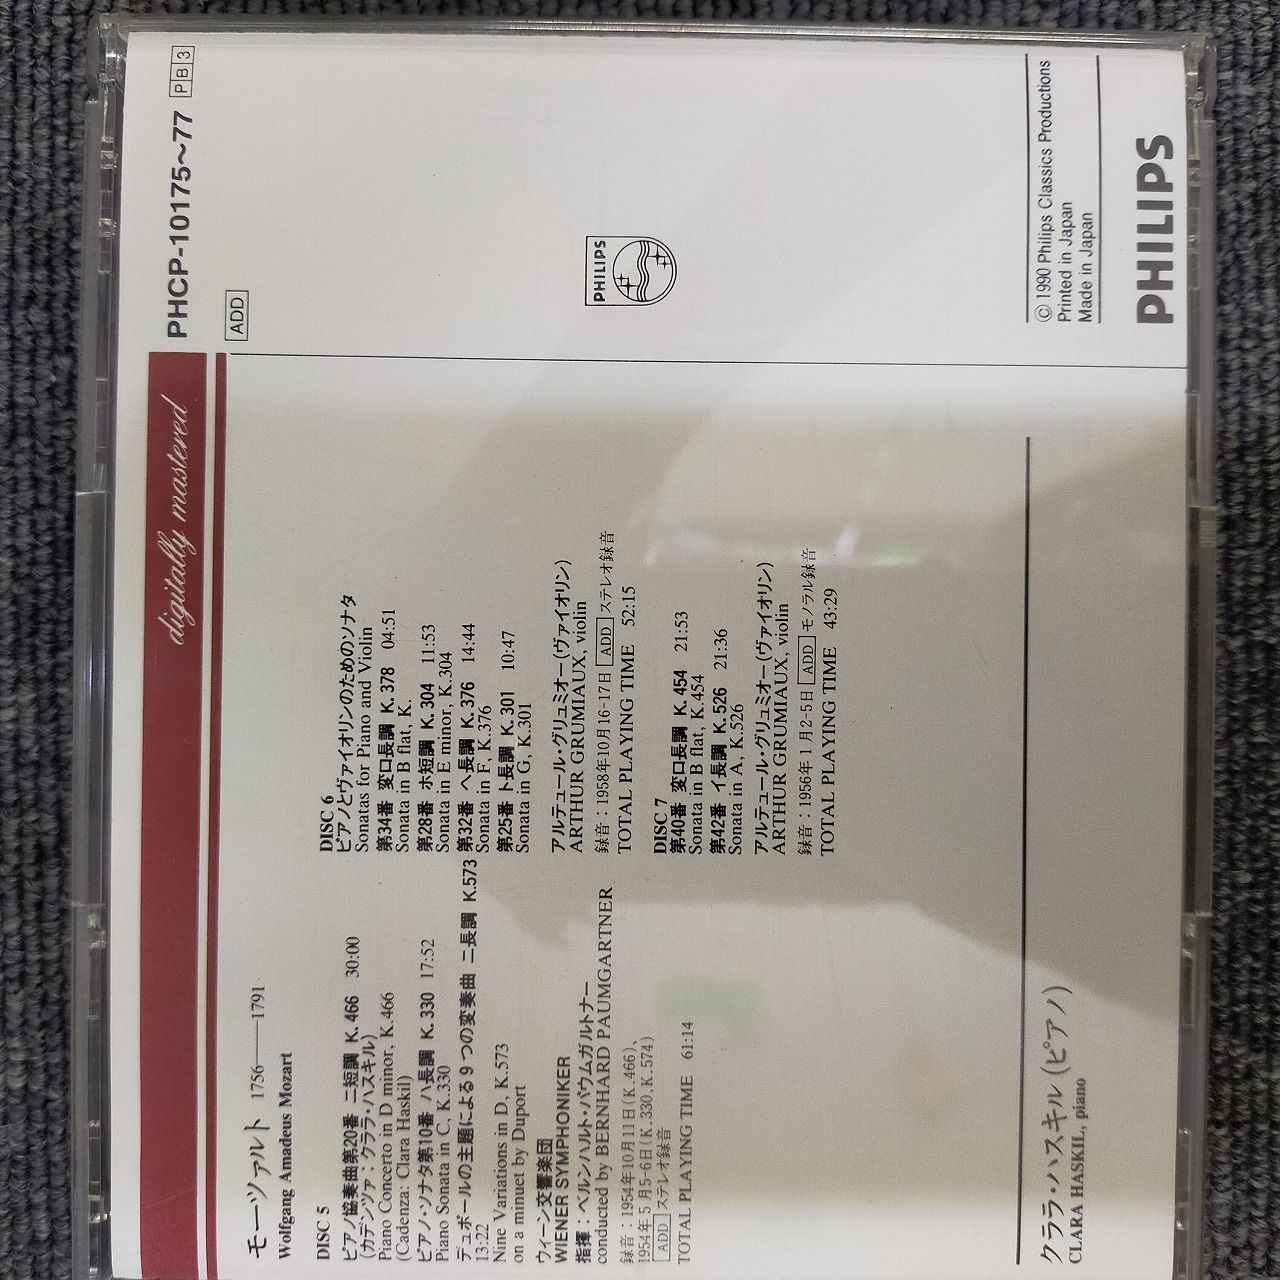 digitally mastered
PHCP-10175〜77 PB3
ADD
モーツァルト 1756——1791
Wolfgang Amadeus Mozart
DISC 5
ピアノ協奏曲第20番 ニ短調 K. 466 30:00
(カデンツァ：クララ・ハスキル)
Piano Concerto in D minor, K.466
(Cadenza: Clara Haskil)
ピアノ・ソナタ第10番 ハ長調 K. 330 17:52
Piano Sonata in C, K.330
デュポールの主題による9つの変奏曲 ニ長調 K.573
13:22
Nine Variations in D, K.573
on a minuet by Duport
ウィーン交響楽団
WIENER SYMPHONIKER
指揮：ベルンハルト・パウムガルトナー
conducted by BERNHARD PAUMGARTNER
録音：1954年10月11日(K.466)、
1954年5月5-6日(K.330,K.574)
ADD ステレオ録音
TOTAL PLAYING TIME 61:14
DISC 6
ピアノとヴァイオリンのためのソナタ
Sonatas for Piano and Violin
第34番 変ロ長調 K. 378 04:51
Sonata in B flat, K.
第28番 ホ短調 K. 304 11:53
Sonata in E minor, K.304
第32番 ヘ長調 K. 376 14:44
Sonata in F, K.376
第25番 ト長調 K. 301 10:47
Sonata in G, K.301
アルテュール・グリュミオー(ヴァイオリン)
ARTHUR GRUMIAUX, violin
録音：1958年10月16-17日 ADD ステレオ録音
TOTAL PLAYING TIME 52:15
DISC 7
第40番 変ロ長調 K. 454 21:53
Sonata in B flat, K.454
第42番 イ長調 K. 526 21:36
Sonata in A, K.526
アルテュール・グリュミオー(ヴァイオリン)
ARTHUR GRUMIAUX, violin
録音：1956年1月2-5日 ADD モノラル録音
TOTAL PLAYING TIME 43:29
PHILIPS
クララ・ハスキル (ピアノ)
CLARA HASKIL, piano
© 1990 Philips Classics Productions
Printed in Japan
Made in Japan
PHILIPS